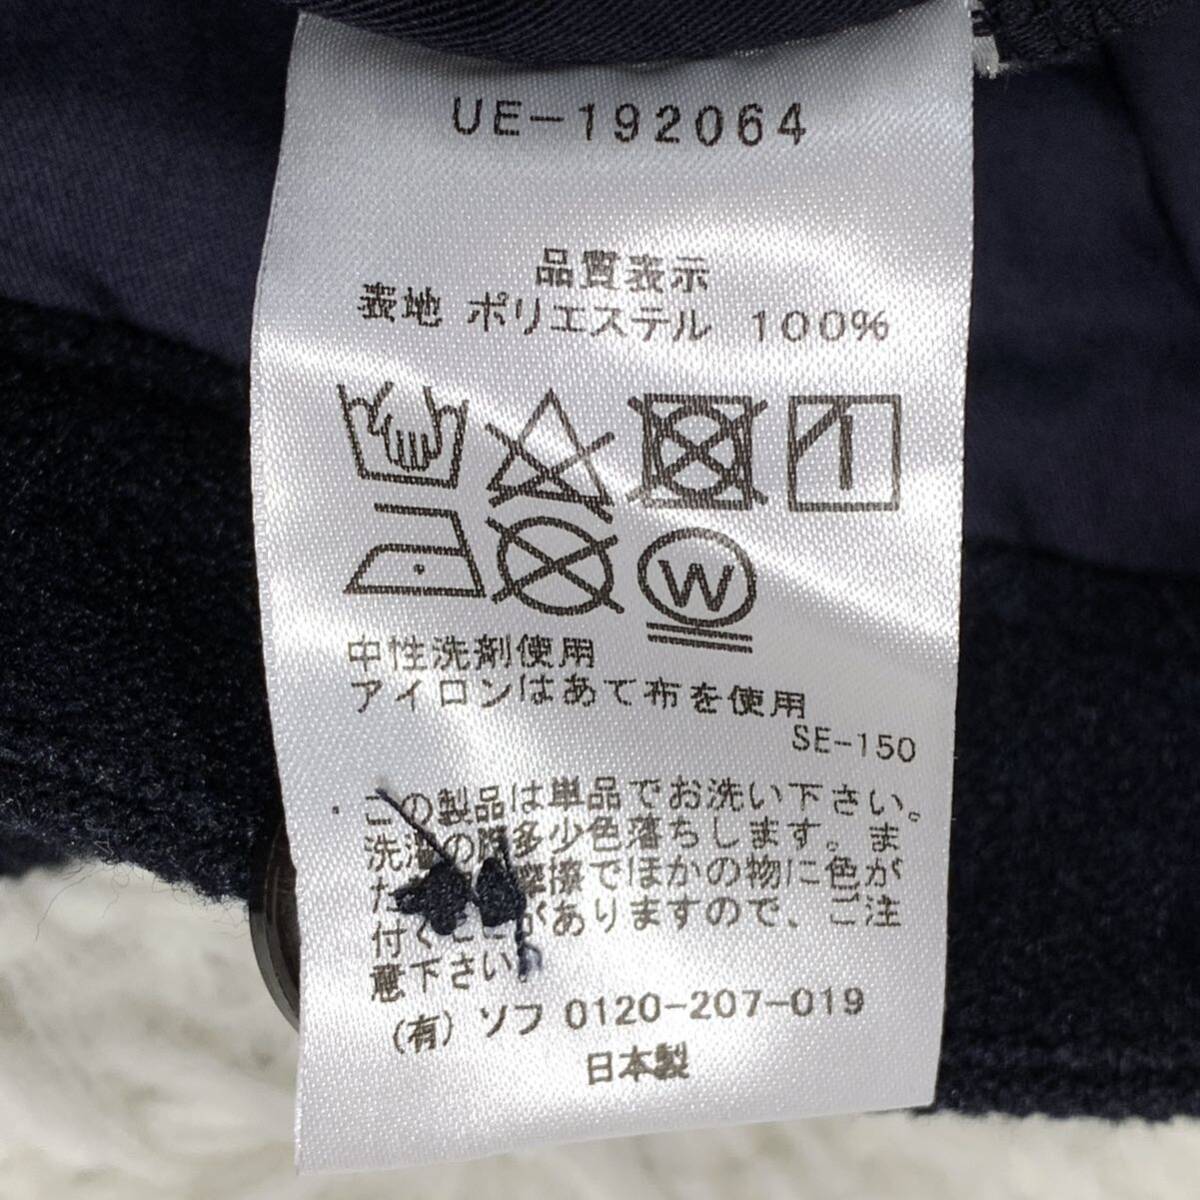 UE-192064
品質表示
表地 ポリエステル 100%
W
中性洗剤使用
アイロンはあて布を使用
SE-150
この製品は単品でお洗い下さい。
洗濯の際多少色落ちします。ま
た 摩擦でほかの物に色が
付くことがありますので、ご注
意下さい。
(有) ソフ 0120-207-019
日本製